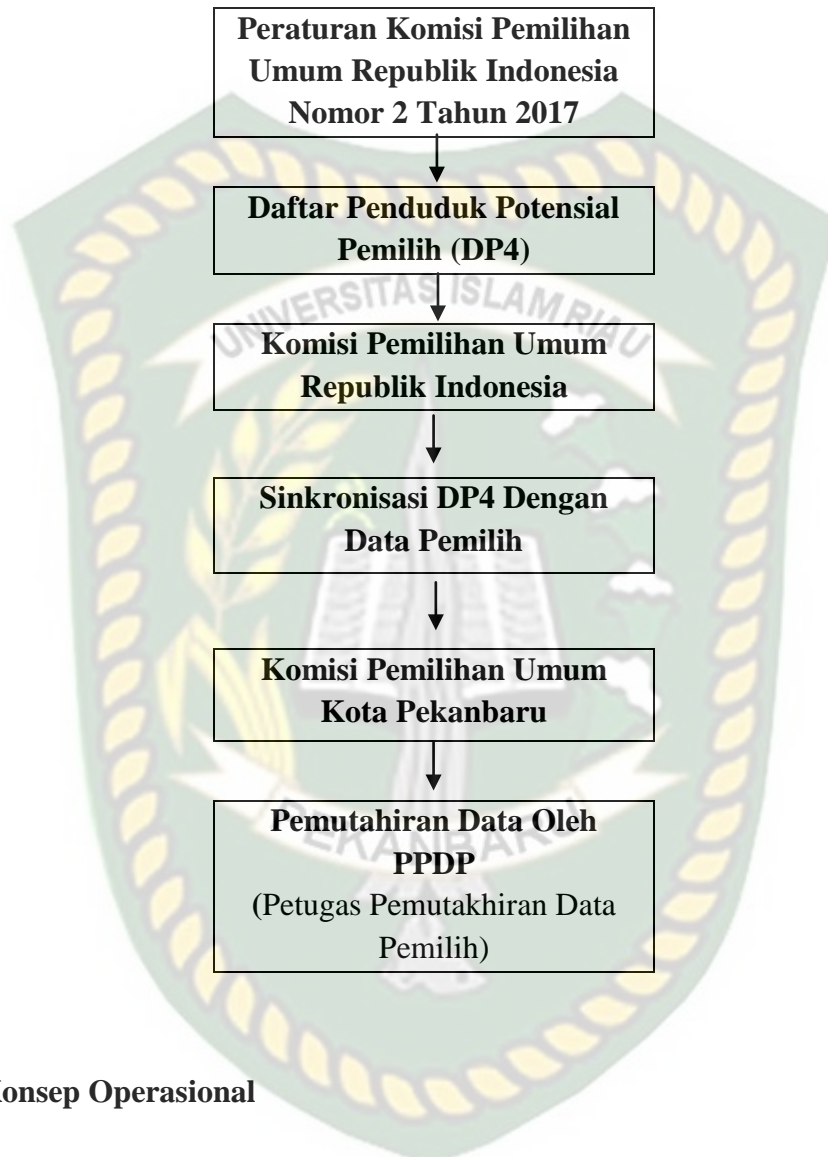 Peraturan Komisi Pemilihan
Umum Republik Indonesia
Nomor 2 Tahun 2017
Daftar Penduduk Potensial
Pemilih (DP4)
UNIVERSITAS ISLAM RIAU
Komisi Pemilihan Umum
Republik Indonesia
Sinkronisasi DP4 Dengan
Data Pemilih
Komisi Pemilihan Umum
Kota Pekanbaru
Pemutahiran Data Oleh
PEKANBARU
PPDP
(Petugas Pemutakhiran Data
Pemilih)
Konsep Operasional